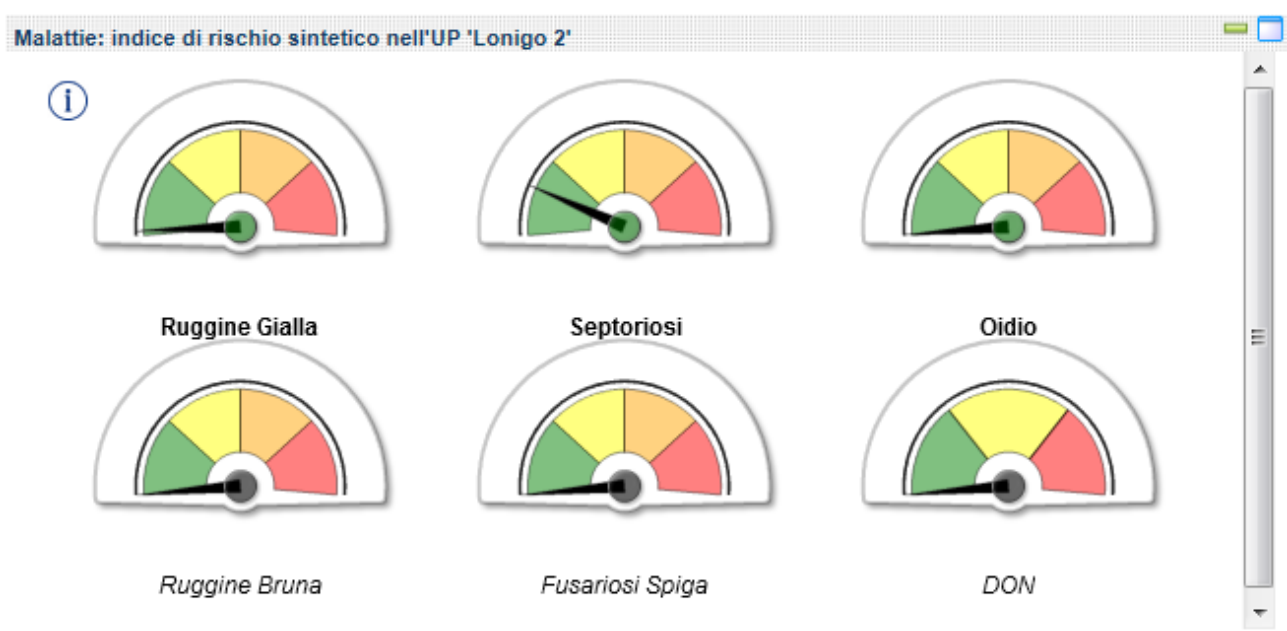 Malattie: indice di rischio sintetico nell'UP 'Lonigo 2'
i
Ruggine Gialla
Septoriosi
Oidio
Ruggine Bruna
Fusariosi Spiga
DON